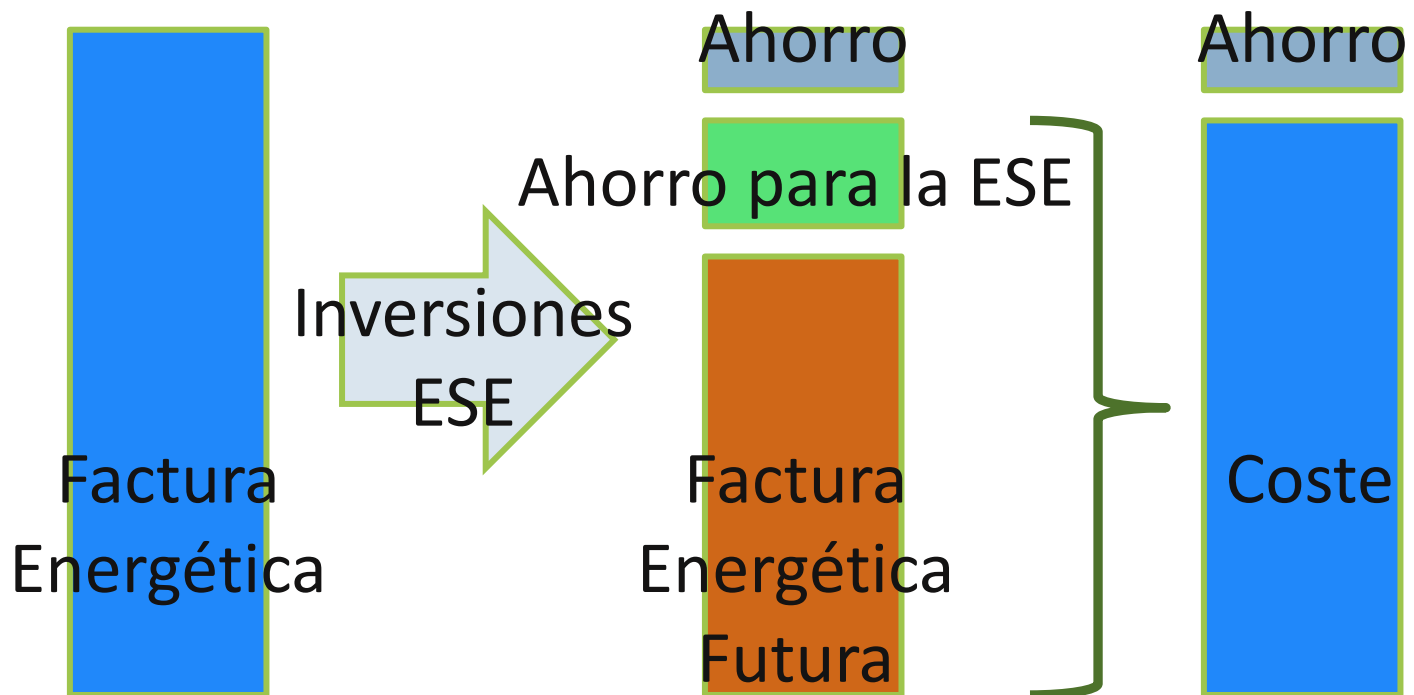 Factura
Energética
Inversiones
ESE
Ahorro
Ahorro para la ESE
Factura
Energética
Futura
Ahorro
Coste